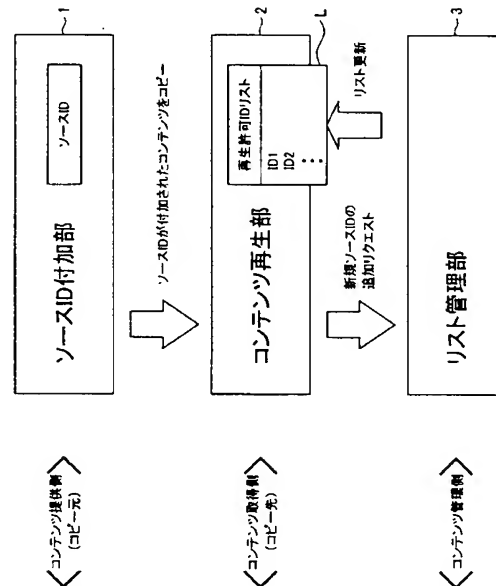 <コンテンツ提供側>
(コピー元)
ソースID付加部
ソースID
1
ソースIDが付加されたコンテンツをコピー
<コンテンツ取得側>
(コピー先)
コンテンツ再生部
再生許可IDリスト
ID1
ID2
:
2
L
新規ソースIDの
追加リクエスト
リスト更新
<コンテンツ管理側>
リスト管理部
3